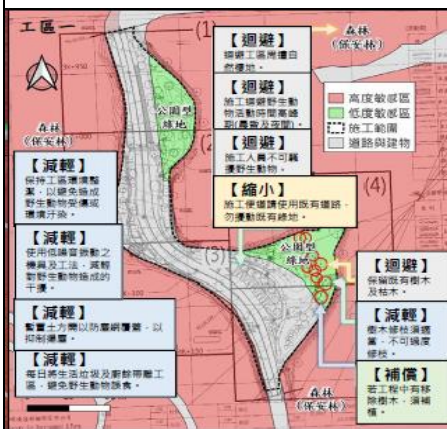 工區一
(1)
森林
(保安林)
【迴避】
迴避工區周邊自
然綠地。
【迴避】
施工迴避野生動
物活動時間高峰
期(晨昏及夜間)。
【迴避】
施工人員不可騷
擾野生動物。
【縮小】
施工便道請使用既有道路，
勿擾動既有綠地。
高度敏感區
低度敏感區
施工範圍
道路與建物
公園型
綠地
(2)
森林
(保安林)
【減輕】
保持工區環境整
潔，以避免造成
野生動物受傷或
環境汙染。
【減輕】
使用低噪音振動之
機具及工法，減輕
對野生動物造成的
干擾。
【減輕】
暫置土方需以防塵網覆蓋，以
抑制揚塵。
【減輕】
每日將生活垃圾及廚餘帶離工
區，避免野生動物誤食。
(3)
(4)
公園型
綠地
【迴避】
保留既有樹木
及枯木。
【減輕】
樹木修枝須適
當，不可過度
修枝。
【補償】
若工程中有移
除樹木，須補
植。
森林
(保安林)